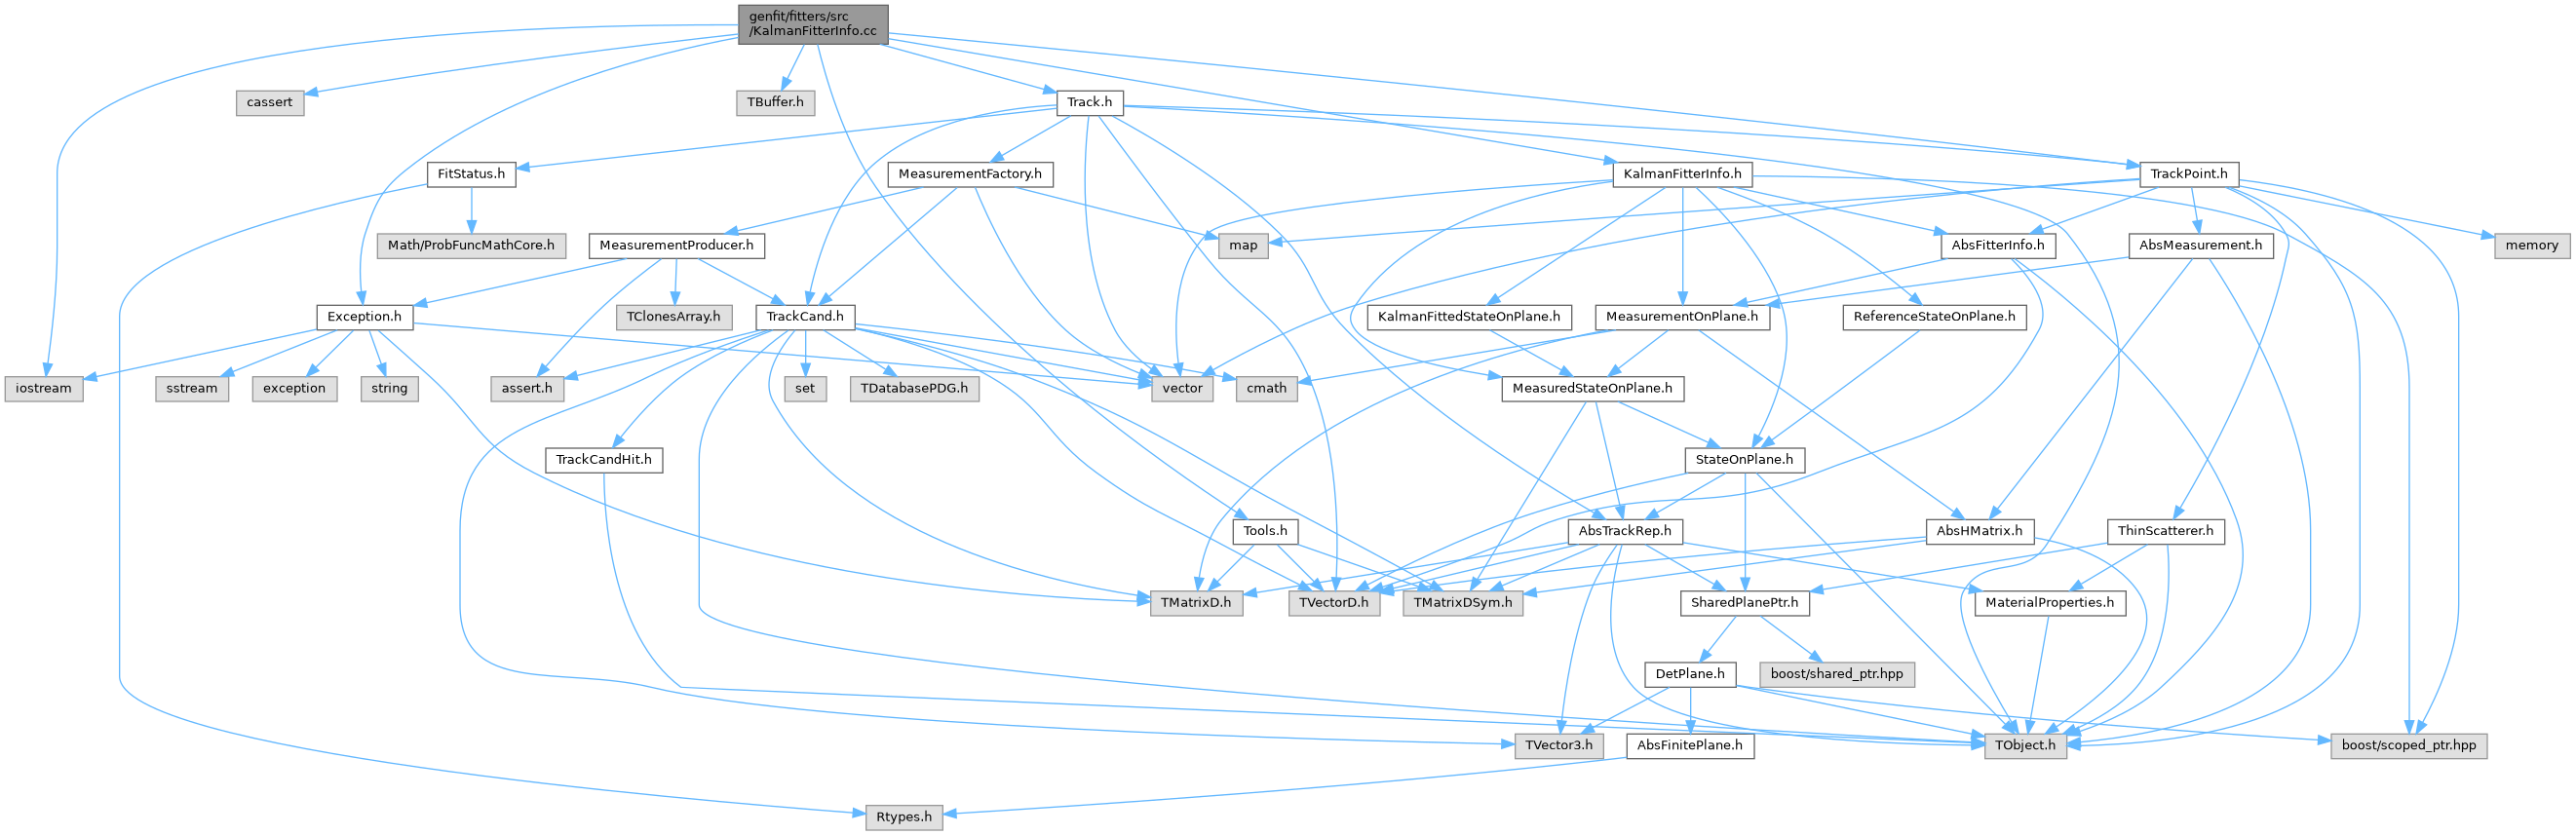 genfit/fitters/src
/KalmanFitterInfo.cc
cassert
TBuffer.h
Track.h
FitStatus.h
MeasurementFactory.h
KalmanFitterInfo.h
TrackPoint.h
Math/ProbFuncMathCore.h
MeasurementProducer.h
map
AbsFitterInfo.h
AbsMeasurement.h
memory
Exception.h
TClonesArray.h
TrackCand.h
KalmanFittedStateOnPlane.h
MeasurementOnPlane.h
ReferenceStateOnPlane.h
iostream
sstream
exception
string
assert.h
set
TDatabasePDG.h
vector
cmath
MeasuredStateOnPlane.h
TrackCandHit.h
StateOnPlane.h
Tools.h
AbsTrackRep.h
AbsHMatrix.h
ThinScatterer.h
TMatrixD.h
TVectorD.h
TMatrixDSym.h
SharedPlanePtr.h
MaterialProperties.h
DetPlane.h
boost/shared_ptr.hpp
TVector3.h
AbsFinitePlane.h
TObject.h
boost/scoped_ptr.hpp
Rtypes.h